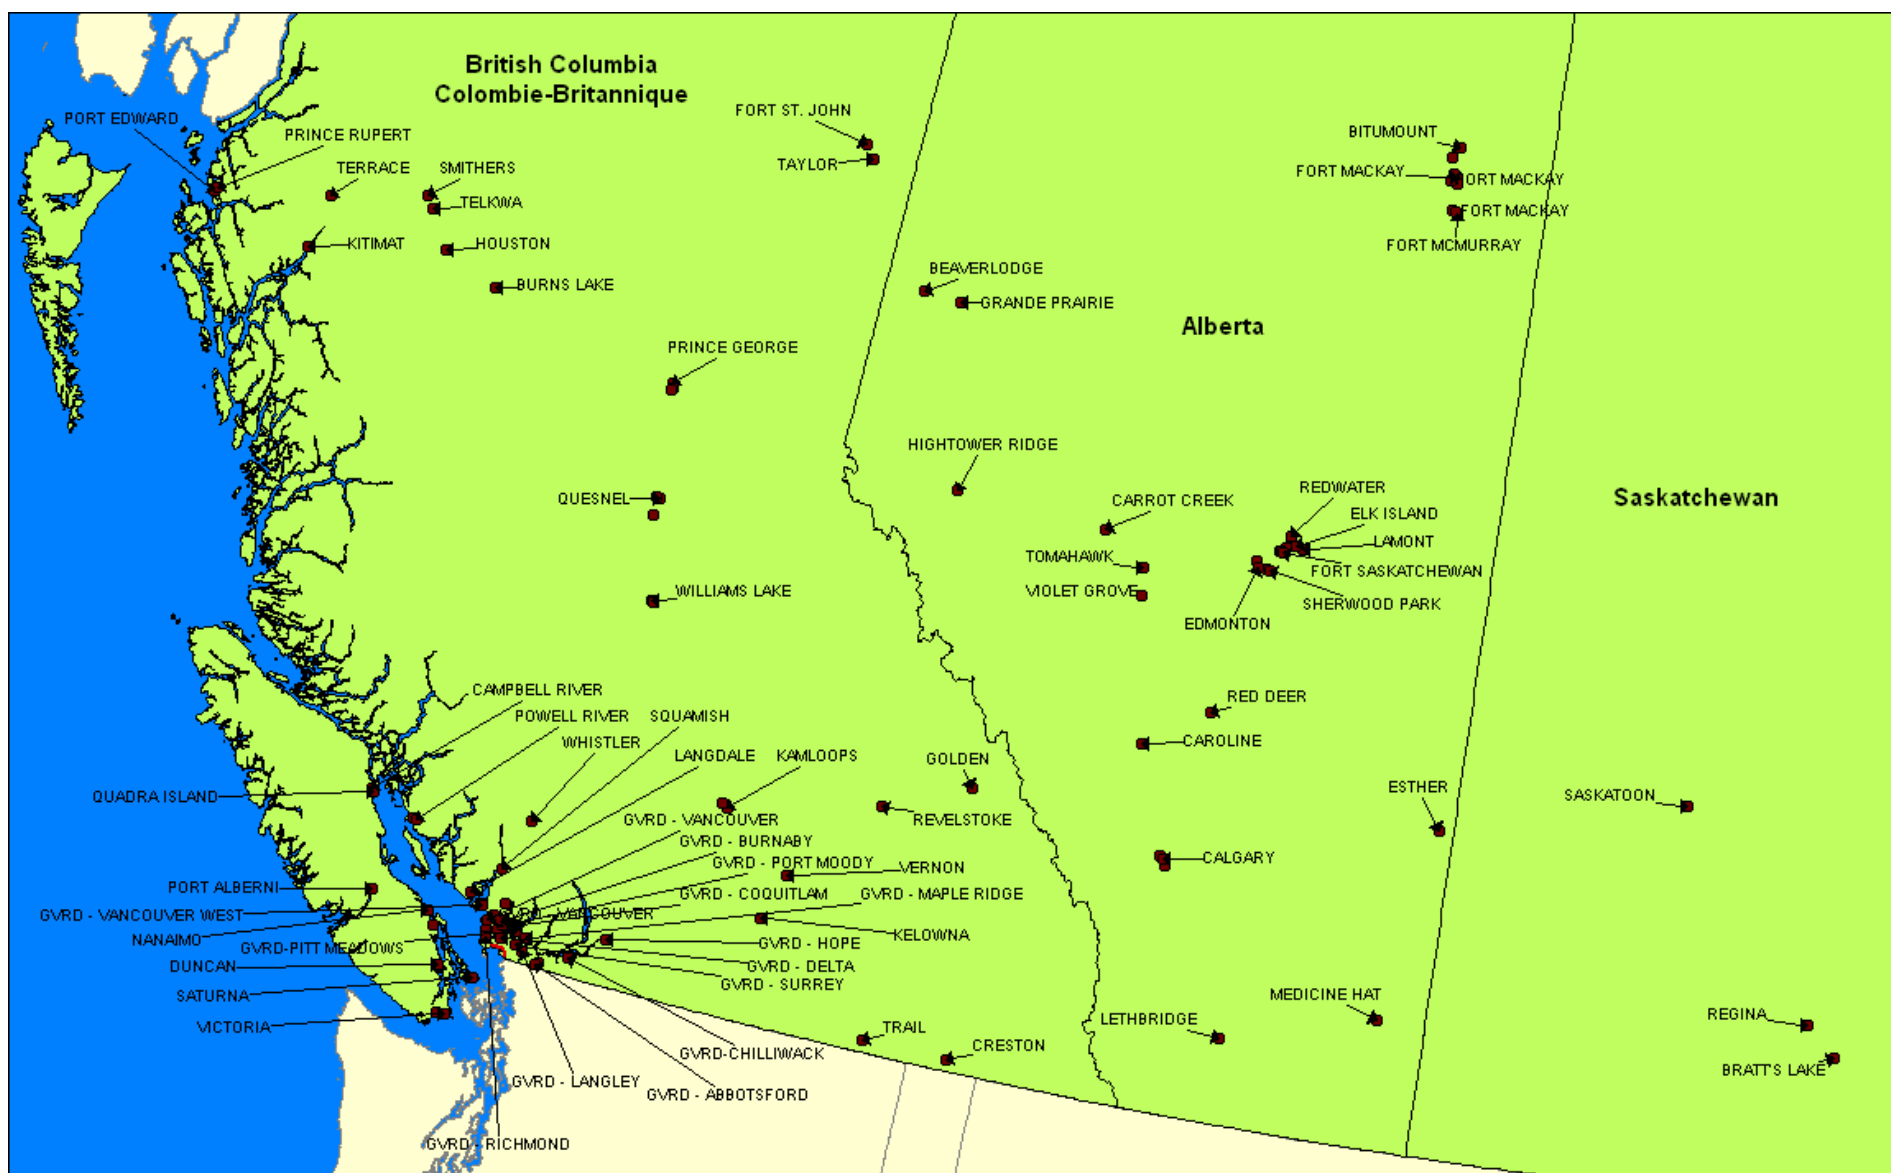 British Columbia
Colombie-Britannique
FORT ST. JOHN
PORT EDWARD
PRINCE RUPERT
BITUMOUNT
TERRACE
SMITHERS
TAYLOR
FORT MACKAY
FORT MACKAY
TELKWA
FORT MACKAY
KITIMAT
HOUSTON
FORT MCMURRAY
BEAVERLODGE
BURNS LAKE
GRANDE PRAIRIE
Alberta
PRINCE GEORGE
HIGHTOWER RIDGE
QUESNEL
CARROT CREEK
REDWATER
Saskatchewan
ELK ISLAND
LAMONT
TOMAHAWK
FORT SASKATCHEWAN
WILLIAMS LAKE
VIOLET GROVE
SHERWOOD PARK
EDMONTON
CAMPBELL RIVER
RED DEER
POWELL RIVER
SQUAMISH
WHISTLER
CAROLINE
LANGDALE
KAMLOOPS
GOLDEN
QUADRA ISLAND
ESTHER
SASKATOON
GVRD - VANCOUVER
REVELSTOKE
GVRD - BURNABY
GVRD - PORT MOODY
VERNON
CALGARY
PORT ALBERNI
GVRD - COQUITLAM
GVRD - MAPLE RIDGE
GVRD - VANCOUVER WEST
GVRD - VANCOUVER
NANAIMO
GVRD-PITT MEADOWS
GVRD - HOPE
KELOWNA
DUNCAN
GVRD - DELTA
SATURNA
GVRD - SURREY
MEDICINE HAT
VICTORIA
TRAIL
LETHBRIDGE
REGINA
CRESTON
GVRD-CHILLIWACK
BRATT'S LAKE
GVRD - LANGLEY
GVRD - ABBOTSFORD
GVRD - RICHMOND